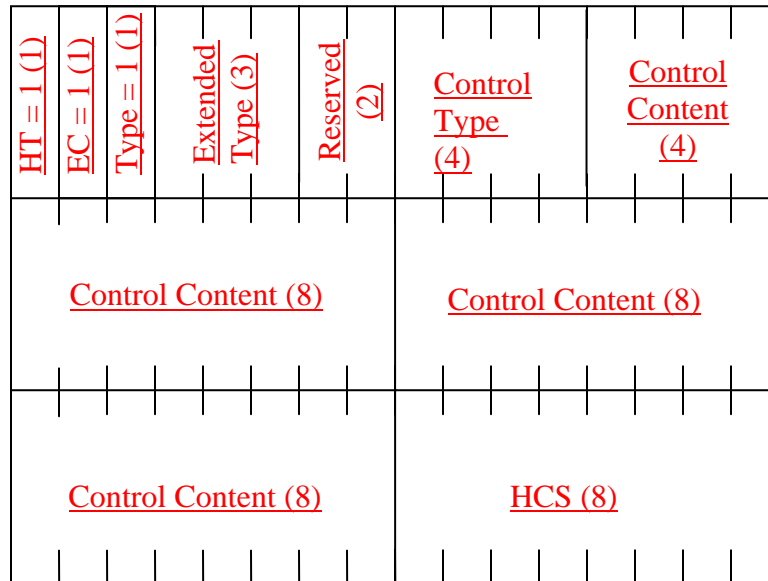 HT = 1 (1)
EC = 1 (1)
Type = 1 (1)
Extended
Type (3)
Reserved
(2)
Control
Type
(4)
Control
Content
(4)
Control Content (8)
Control Content (8)
Control Content (8)
HCS (8)